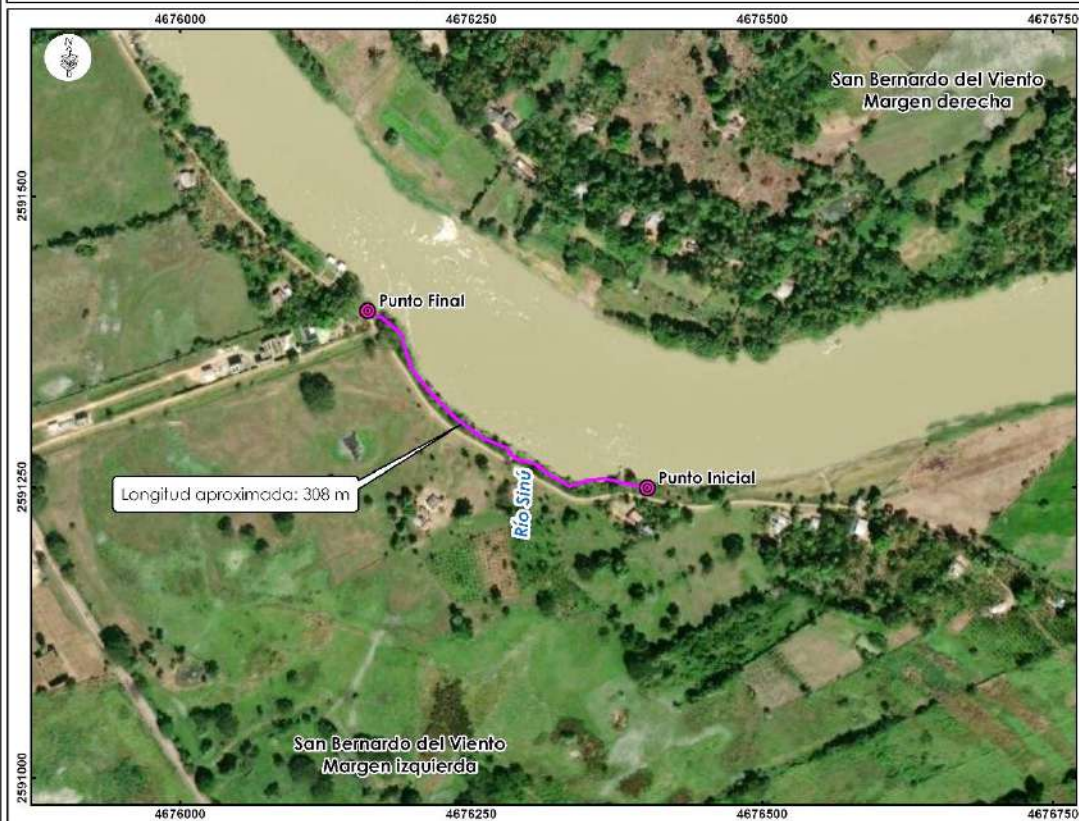 4676000 4676250 4676500 4676750
N
San Bernardo del Viento
Margen derecha
2591500
Punto Final
Longitud aproximada: 308 m
Punto Inicial
2591250
Río Sinú
San Bernardo del Viento
Margen izquierda
2591000
4676000 4676250 4676500 4676750